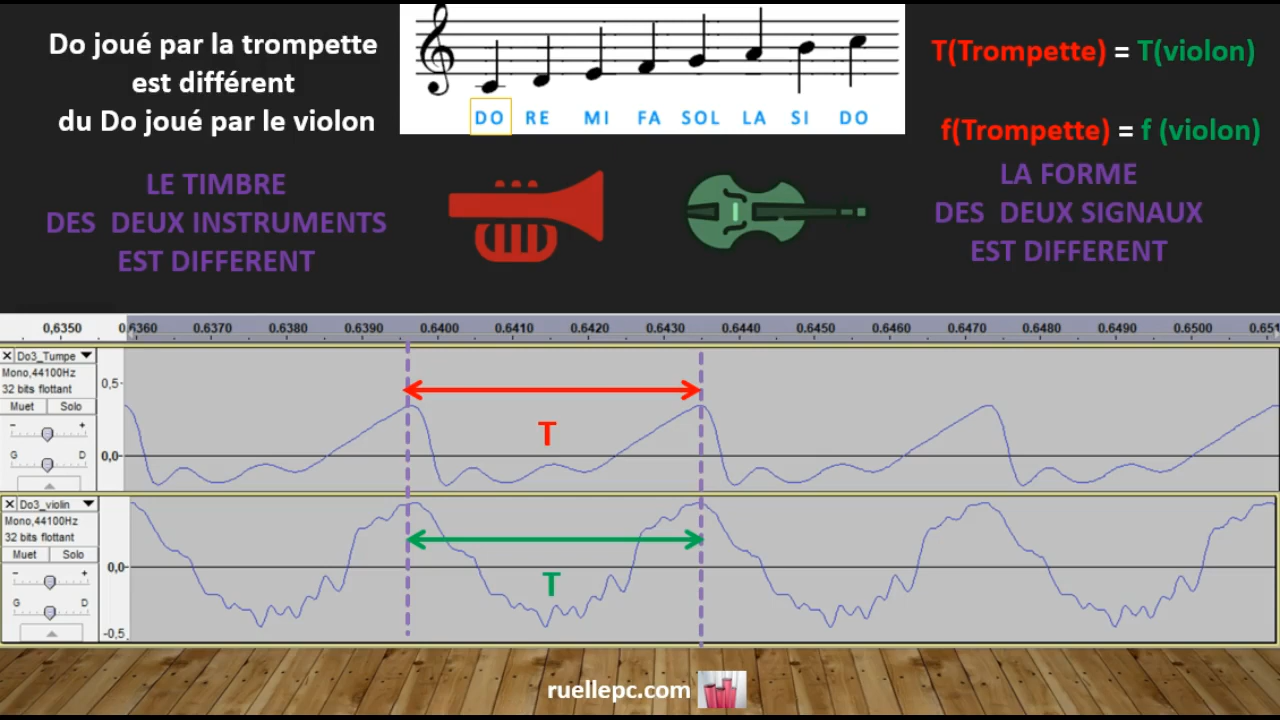 Do joué par la trompette
est différent
du Do joué par le violon
LE TIMBRE
DES DEUX INSTRUMENTS
EST DIFFERENT
DO RE MI FA SOL LA SI DO
T(Trompette) = T(violon)
f(Trompette) = f (violon)
LA FORME
DES DEUX SIGNAUX
EST DIFFERENT
0,6350 0,6360 0.6370 0.6380 0.6390 0.6400 0.6410 0.6420 0.6430 0.6440 0.6450 0.6460 0.6470 0.6480 0.6490 0.6500 0.651
Do3_Tumpe
Mono,44100Hz
32 bits flottant
Muet Solo
- +
G D
0,5-
0,0-
T
Do3_violin
Mono,44100Hz
32 bits flottant
Muet Solo
- +
G D
0,0-
-0,5-
T
ruellepc.com